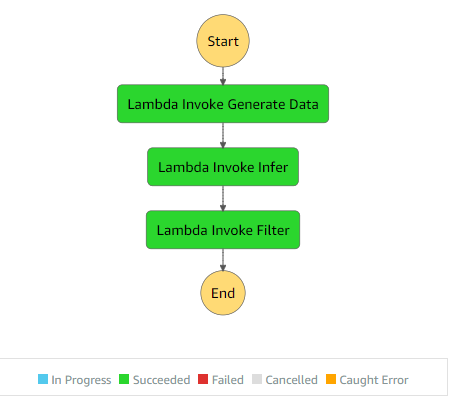 Start
Lambda Invoke Generate Data
Lambda Invoke Infer
Lambda Invoke Filter
End
In Progress Succeeded Failed Cancelled Caught Error